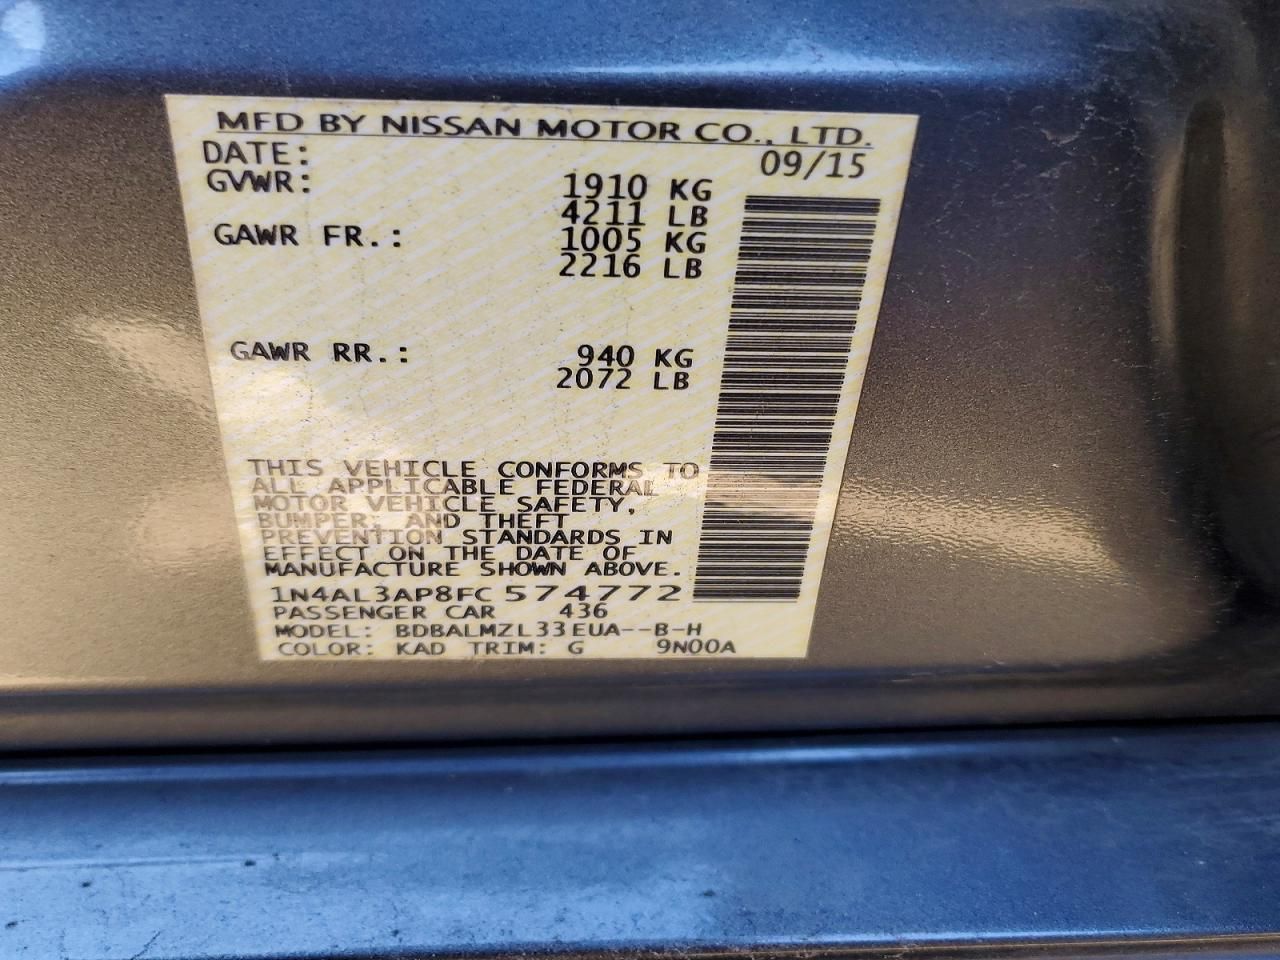 MFD BY NISSAN MOTOR CO., LTD.
DATE: 09/15
GVWR: 1910 KG
4211 LB
GAWR FR.: 1005 KG
2216 LB
GAWR RR.: 940 KG
2072 LB
THIS VEHICLE CONFORMS TO
ALL APPLICABLE FEDERAL
MOTOR VEHICLE SAFETY,
BUMPER, AND THEFT
PREVENTION STANDARDS IN
EFFECT ON THE DATE OF
MANUFACTURE SHOWN ABOVE.
1N4AL3AP8FC574772
PASSENGER CAR 436
MODEL: BDBALMZL33EUA--B-H
COLOR: KAD TRIM: G 9N00A